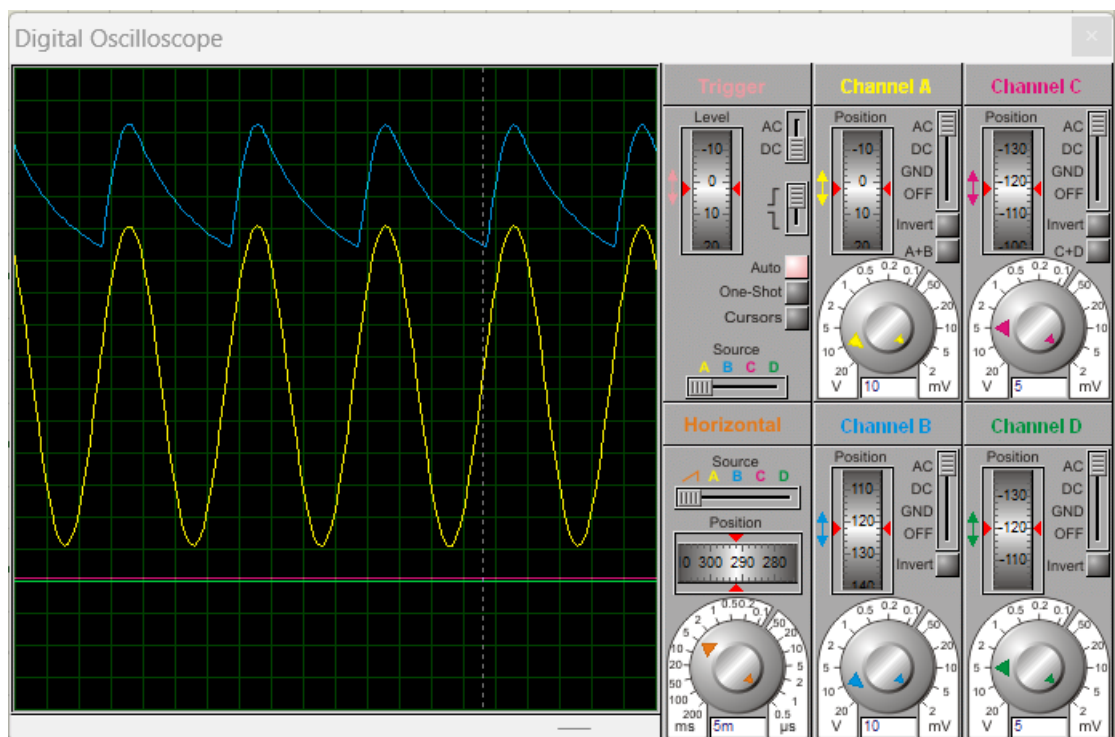 Digital Oscilloscope
×
Trigger
Level
-10
0
10
20
AC
DC
Auto
One-Shot
Cursors
Source
A B C D
Channel A
Position
-10
0
10
20
AC
DC
GND
OFF
Invert
A+B
20 10 5 2 1 0.5 0.2 0.1 50 20 10 5 2
V
10
mV
Channel C
Position
-130
-120
-110
-100
AC
DC
GND
OFF
Invert
C+D
20 10 5 2 1 0.5 0.2 0.1 50 20 10 5 2
V
5
mV
Horizontal
Source
A B C D
Position
0 300 290 280
200 100 50 20 10 5 2 1 0.5 0.2 0.1 50 20 10 5 2 1 0.5
ms
5m
µs
Channel B
Position
110
120
130
140
AC
DC
GND
OFF
Invert
20 10 5 2 1 0.5 0.2 0.1 50 20 10 5 2
V
10
mV
Channel D
Position
-130
-120
-110
AC
DC
GND
OFF
Invert
20 10 5 2 1 0.5 0.2 0.1 50 20 10 5 2
V
5
mV